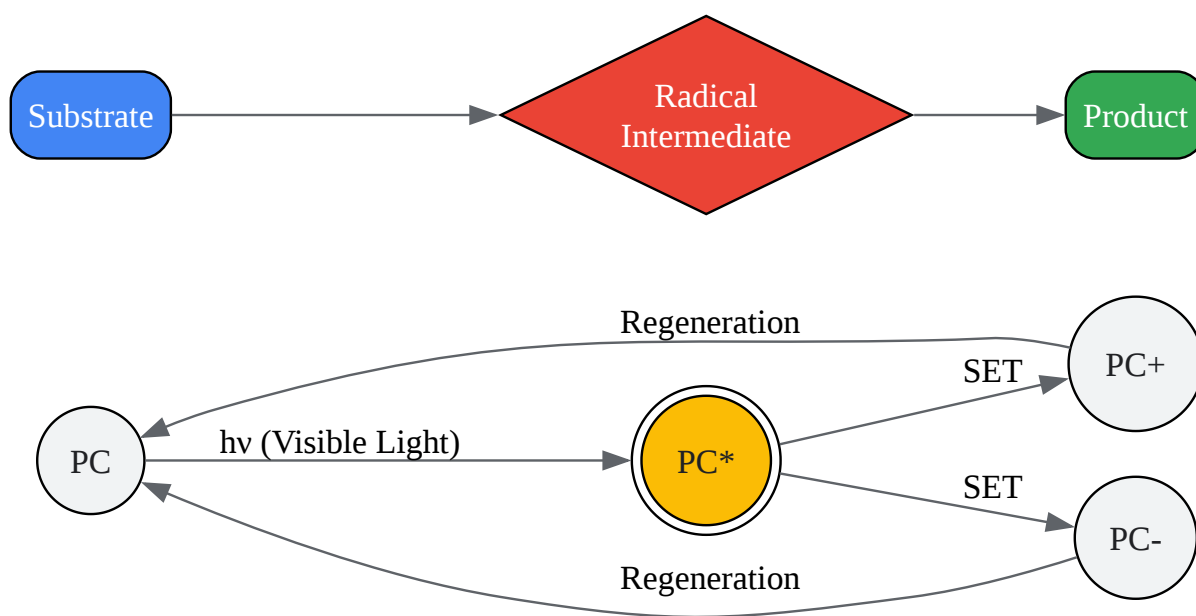 Substrate
Radical
Intermediate
Product
Regeneration
PC+
SET
hν (Visible Light)
PC
PC*
SET
PC-
Regeneration